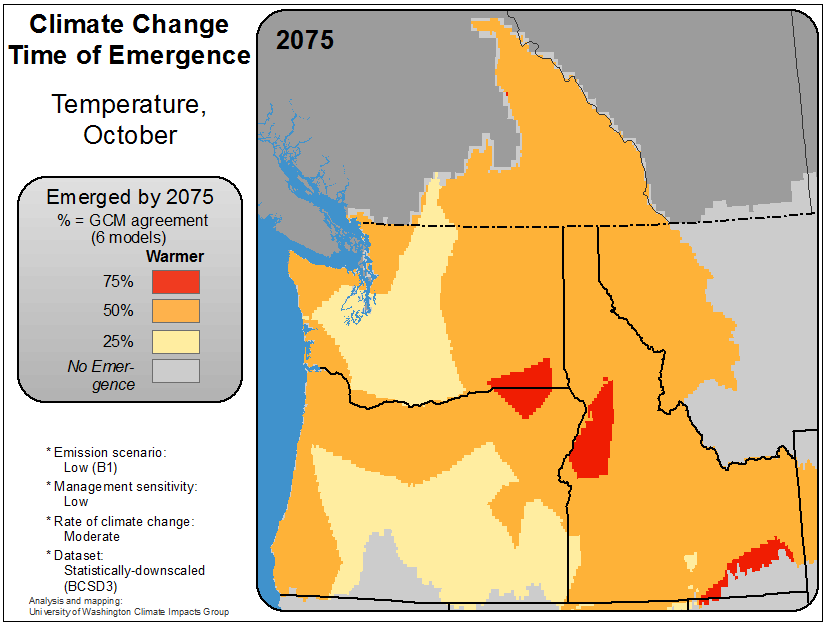 Climate Change
Time of Emergence
Temperature,
October
Emerged by 2075
% = GCM agreement
(6 models)
Warmer
75%
50%
25%
No Emer-
gence
* Emission scenario:
Low (B1)
* Management sensitivity:
Low
* Rate of climate change:
Moderate
* Dataset:
Statistically-downscaled
(BCSD3)
Analysis and mapping:
University of Washington Climate Impacts Group
2075